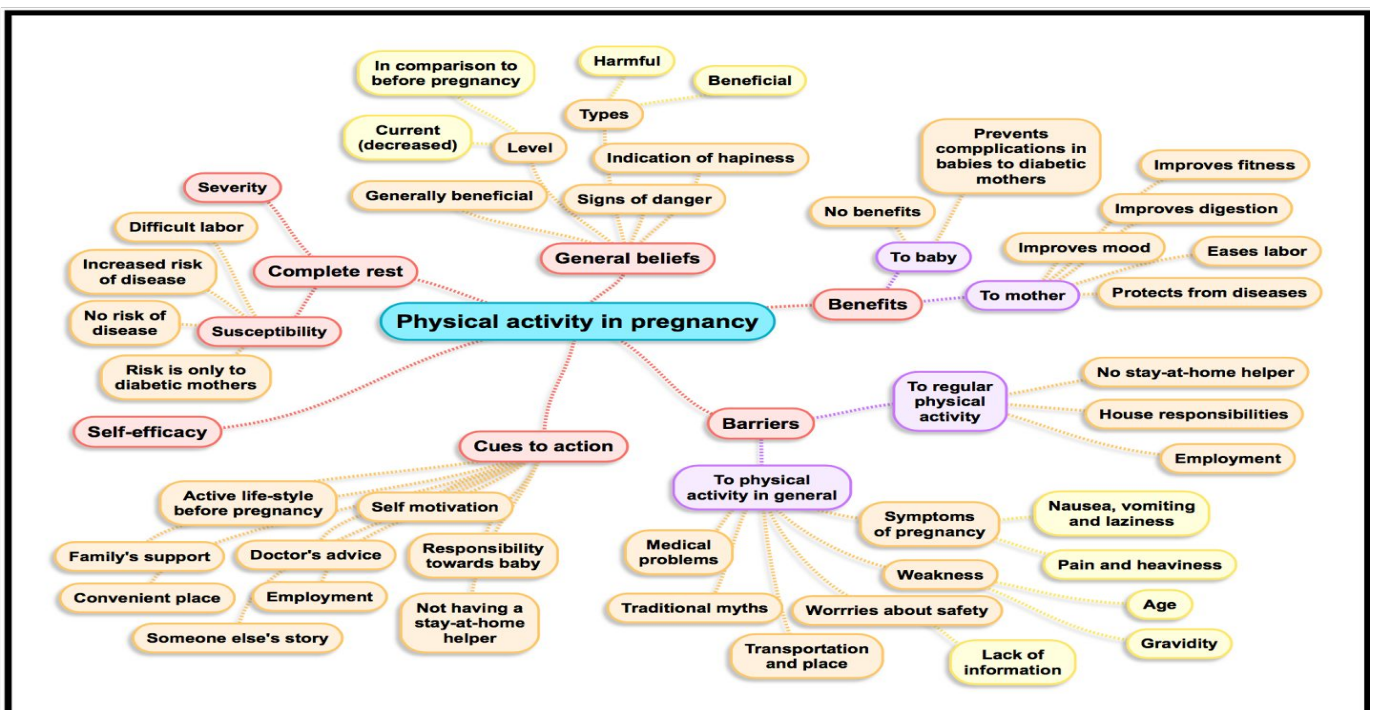 Physical activity in pregnancy
General beliefs
Generally beneficial
Level
In comparison to
before pregnancy
Current
(decreased)
Types
Harmful
Beneficial
Indication of hapiness
Signs of danger
Complete rest
Severity
Susceptibility
Difficult labor
Increased risk
of disease
No risk of
disease
Risk is only to
diabetic mothers
Self-efficacy
Benefits
To baby
No benefits
Prevents
compplications in
babies to diabetic
mothers
To mother
Improves fitness
Improves digestion
Improves mood
Eases labor
Protects from diseases
Barriers
To regular
physical
activity
No stay-at-home helper
House responsibilities
Employment
To physical
activity in general
Symptoms
of pregnancy
Nausea, vomiting
and laziness
Pain and heaviness
Weakness
Age
Gravidity
Worrries about safety
Lack of
information
Medical
problems
Traditional myths
Transportation
and place
Cues to action
Active life-style
before pregnancy
Self motivation
Family's support
Doctor's advice
Responsibility
towards baby
Convenient place
Employment
Not having a
stay-at-home
helper
Someone else's story